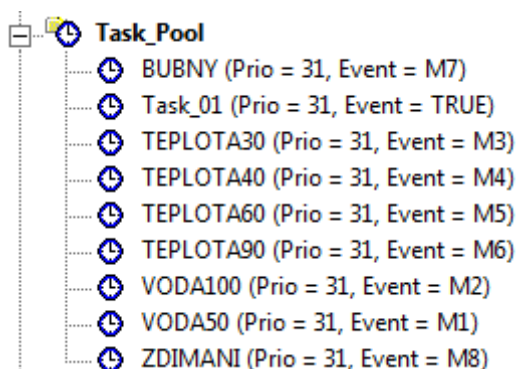 Task_Pool
BUBNY (Prio = 31, Event = M7)
Task_01 (Prio = 31, Event = TRUE)
TEPLOTA30 (Prio = 31, Event = M3)
TEPLOTA40 (Prio = 31, Event = M4)
TEPLOTA60 (Prio = 31, Event = M5)
TEPLOTA90 (Prio = 31, Event = M6)
VODA100 (Prio = 31, Event = M2)
VODA50 (Prio = 31, Event = M1)
ZDIMANI (Prio = 31, Event = M8)